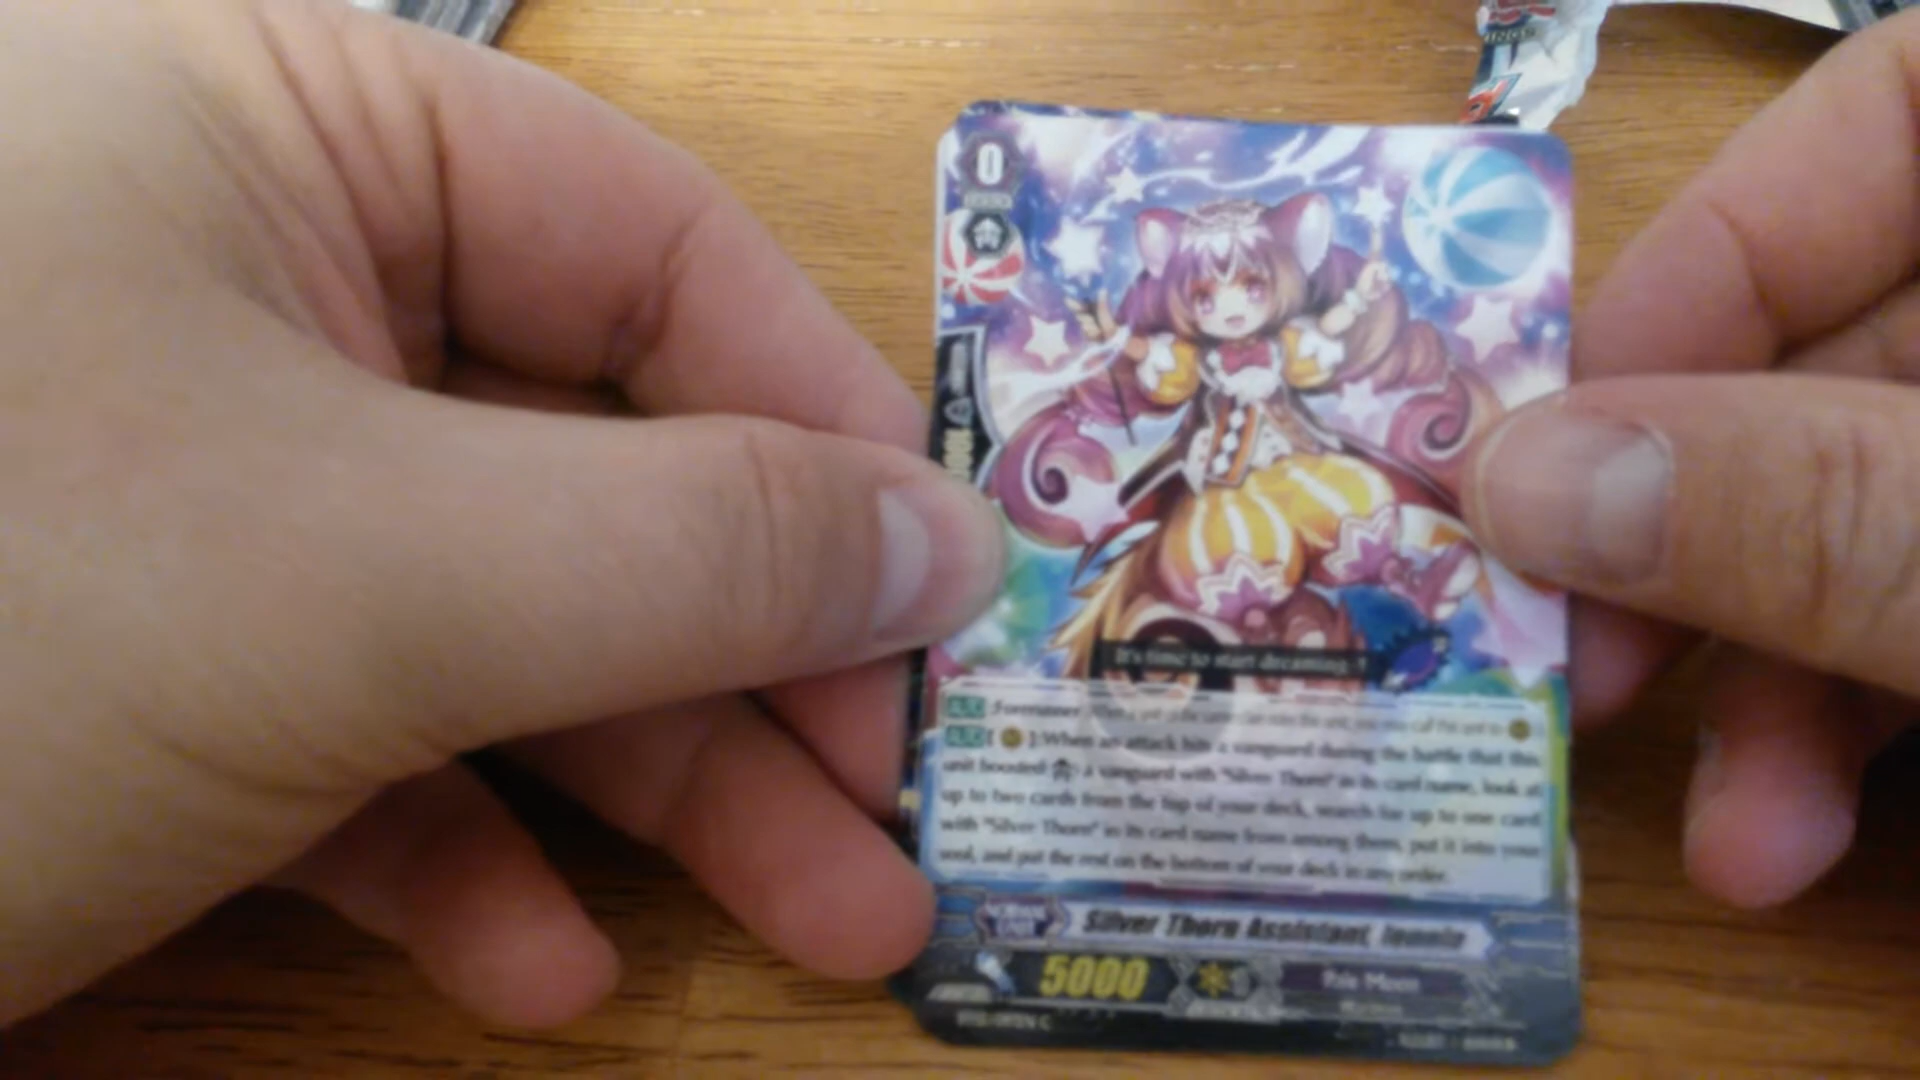 0
10000
It's time to start dreaming.
AUTO :Forerunner
AUTO [ ]:When an attack hits a vanguard during the battle that this
unit boosted a vanguard with "Silver Thorn" in its card name, look at
up to two cards from the top of your deck, search for up to one card
with "Silver Thorn" in its card name from among them, put it into your
soul, and put the rest on the bottom of your deck in any order.
Silver Thorn Assistant, Ionela
5000
Pale Moon